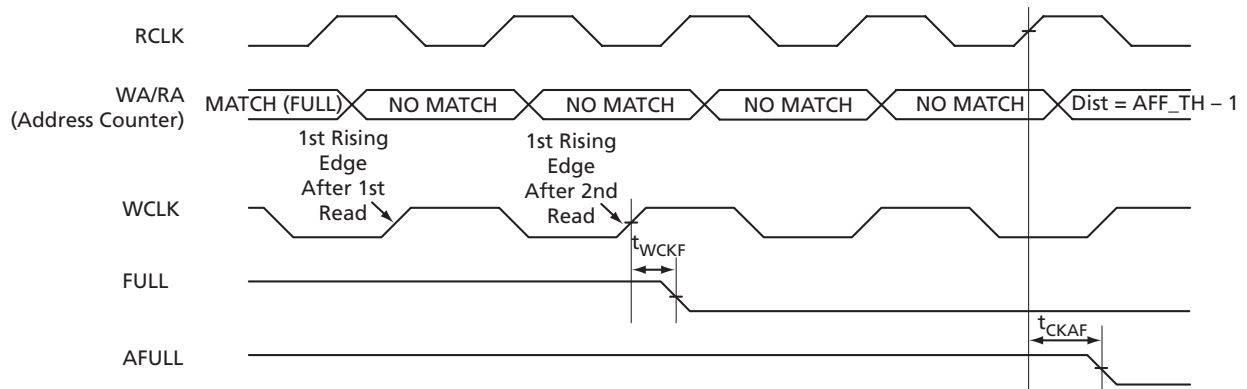 RCLK
WA/RA
(Address Counter)
MATCH (FULL)
NO MATCH
NO MATCH
NO MATCH
NO MATCH
Dist = AFF_TH – 1
1st Rising
Edge
After 1st
Read
1st Rising
Edge
After 2nd
Read
WCLK
tWCKF
FULL
tCKAF
AFULL